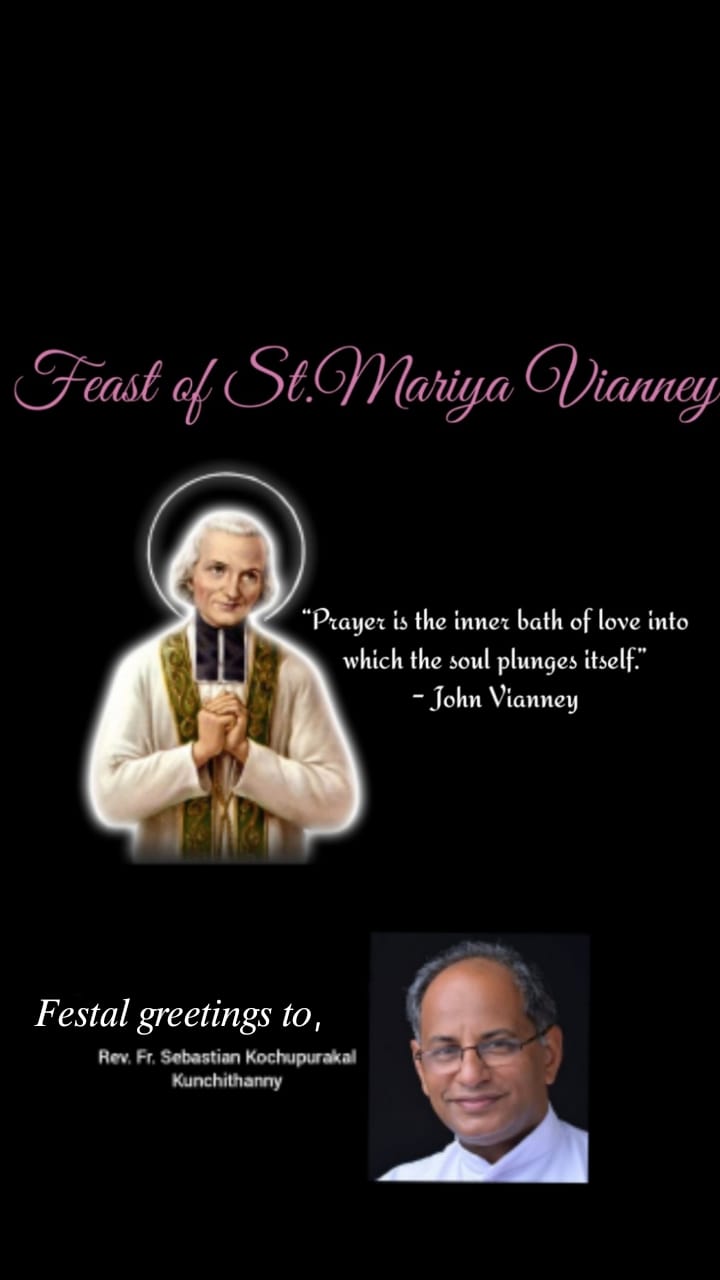 Feast of St.Mariya Vianney
“Prayer is the inner bath of love into
which the soul plunges itself.”
- John Vianney
Festal greetings to,
Rev. Fr. Sebastian Kochupurakal
Kunchithanny